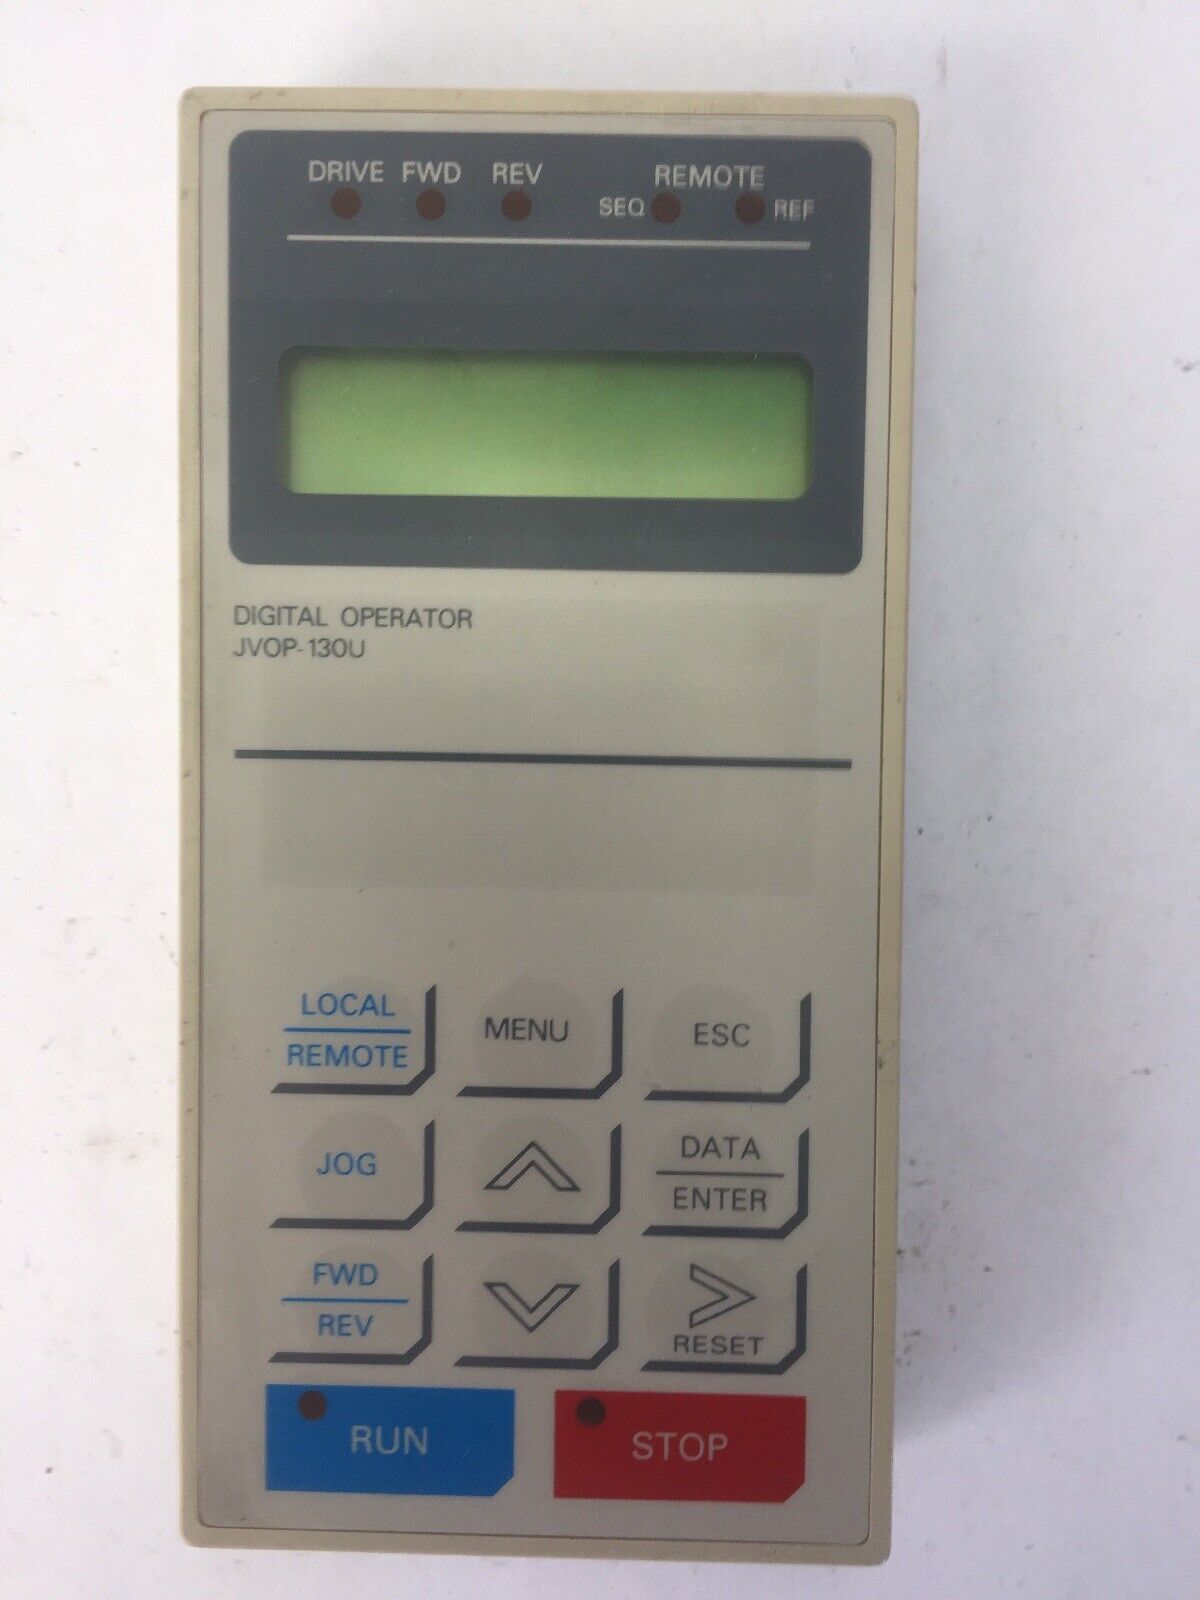 DRIVE FWD REV REMOTE
SEQ REF
DIGITAL OPERATOR
JVOP-130U
LOCAL
REMOTE
MENU
ESC
JOG
DATA
ENTER
FWD
REV
RESET
RUN
STOP